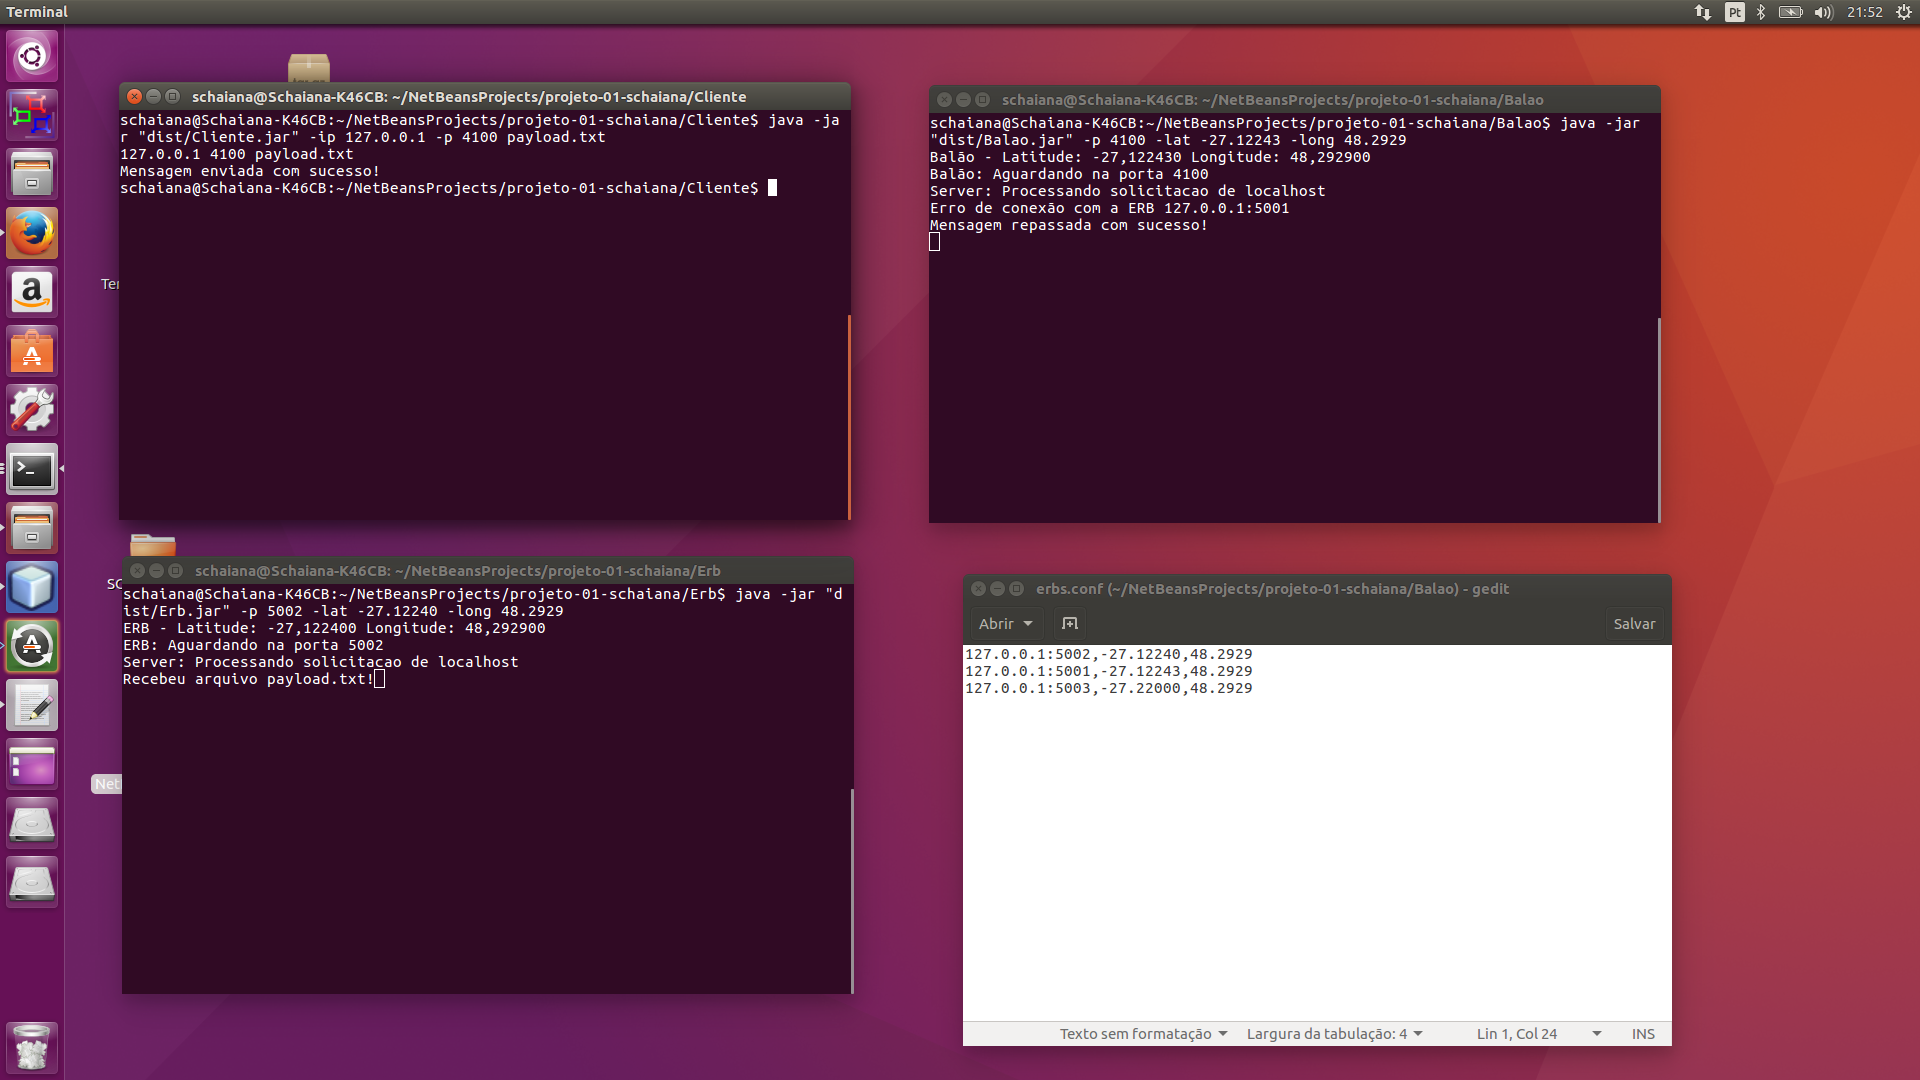 Terminal
Pt
21:52
schaiana@Schaiana-K46CB: ~/NetBeansProjects/projeto-01-schaiana/Cliente
schaiana@Schaiana-K46CB:~/NetBeansProjects/projeto-01-schaiana/Cliente$ java -ja
r "dist/Cliente.jar" -ip 127.0.0.1 -p 4100 payload.txt
127.0.0.1 4100 payload.txt
Mensagem enviada com sucesso!
schaiana@Schaiana-K46CB:~/NetBeansProjects/projeto-01-schaiana/Cliente$
schaiana@Schaiana-K46CB: ~/NetBeansProjects/projeto-01-schaiana/Balao
schaiana@Schaiana-K46CB:~/NetBeansProjects/projeto-01-schaiana/Balao$ java -jar
"dist/Balao.jar" -p 4100 -lat -27.12243 -long 48.2929
Balão - Latitude: -27,122430 Longitude: 48,292900
Balão: Aguardando na porta 4100
Server: Processando solicitacao de localhost
Erro de conexão com a ERB 127.0.0.1:5001
Mensagem repassada com sucesso!
Ter
SC
Net
schaiana@Schaiana-K46CB: ~/NetBeansProjects/projeto-01-schaiana/Erb
schaiana@Schaiana-K46CB:~/NetBeansProjects/projeto-01-schaiana/Erb$ java -jar "d
ist/Erb.jar" -p 5002 -lat -27.12240 -long 48.2929
ERB - Latitude: -27,122400 Longitude: 48,292900
ERB: Aguardando na porta 5002
Server: Processando solicitacao de localhost
Recebeu arquivo payload.txt!
erbs.conf (~/NetBeansProjects/projeto-01-schaiana/Balao) - gedit
Abrir
Salvar
127.0.0.1:5002,-27.12240,48.2929
127.0.0.1:5001,-27.12243,48.2929
127.0.0.1:5003,-27.22000,48.2929
Texto sem formatação
Largura da tabulação: 4
Lin 1, Col 24
INS